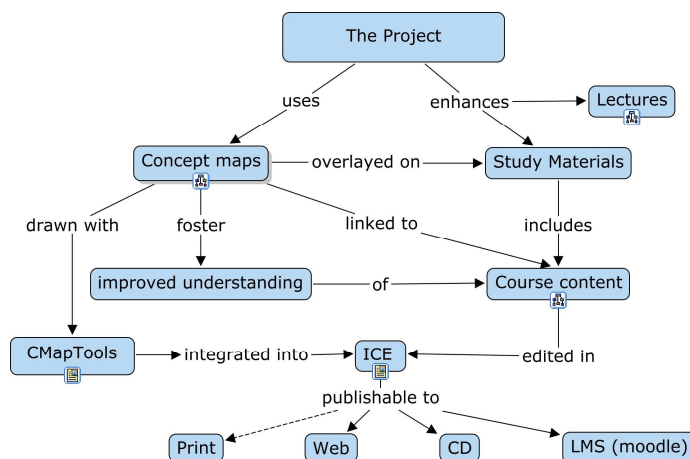 The Project
uses
enhances
Lectures
Concept maps
overlayed on
Study Materials
drawn with
foster
linked to
includes
improved understanding
of
Course content
CMapTools
integrated into
ICE
edited in
publishable to
Print
Web
CD
LMS (moodle)